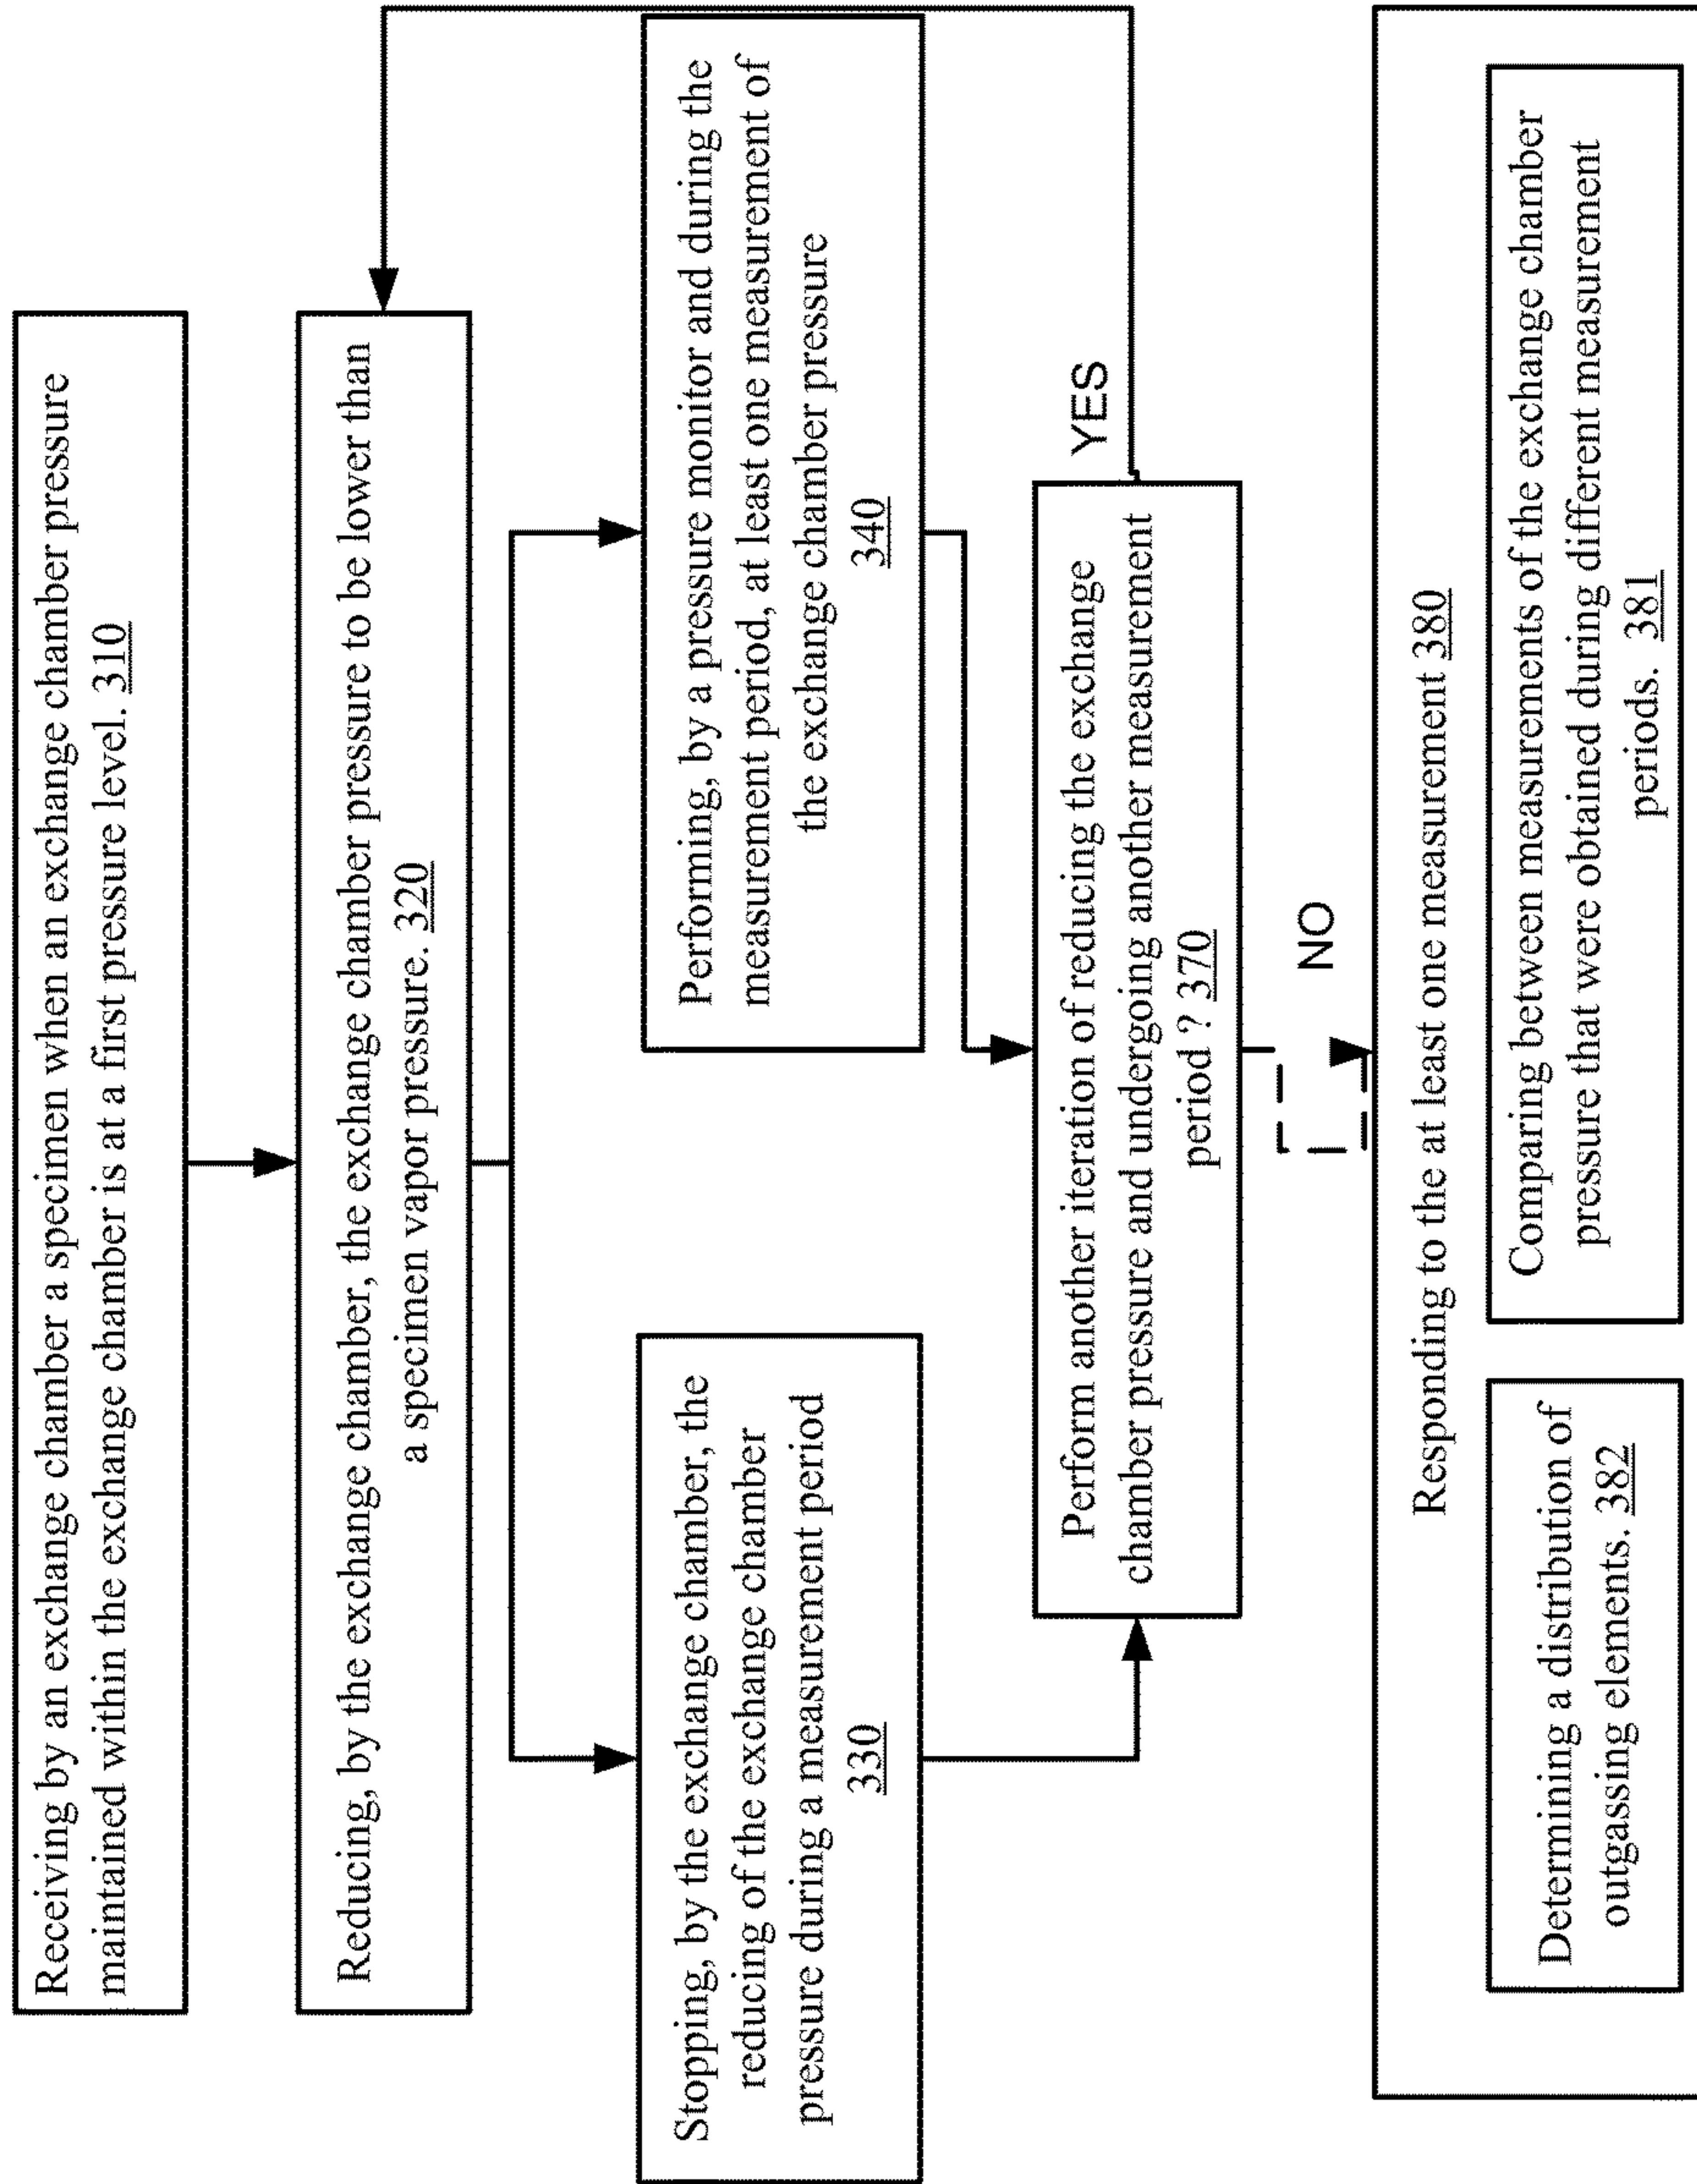 Receiving by an exchange chamber a specimen when an exchange chamber pressure
maintained within the exchange chamber is at a first pressure level. 310
Reducing, by the exchange chamber, the exchange chamber pressure to be lower than
a specimen vapor pressure. 320
Stopping, by the exchange chamber, the
reducing of the exchange chamber
pressure during a measurement period
330
Performing, by a pressure monitor and during the
measurement period, at least one measurement of
the exchange chamber pressure
340
Perform another iteration of reducing the exchange
chamber pressure and undergoing another measurement
period ? 370
YES
NO
Responding to the at least one measurement 380
Determining a distribution of
outgassing elements. 382
Comparing between measurements of the exchange chamber
pressure that were obtained during different measurement
periods. 381